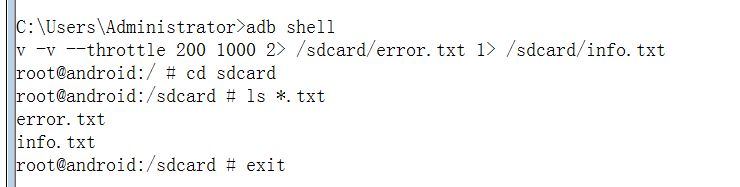 C:\Users\Administrator>adb shell
v -v --throttle 200 1000 2> /sdcard/error.txt 1> /sdcard/info.txt
root@android:/ # cd sdcard
root@android:/sdcard # ls *.txt
error.txt
info.txt
root@android:/sdcard # exit